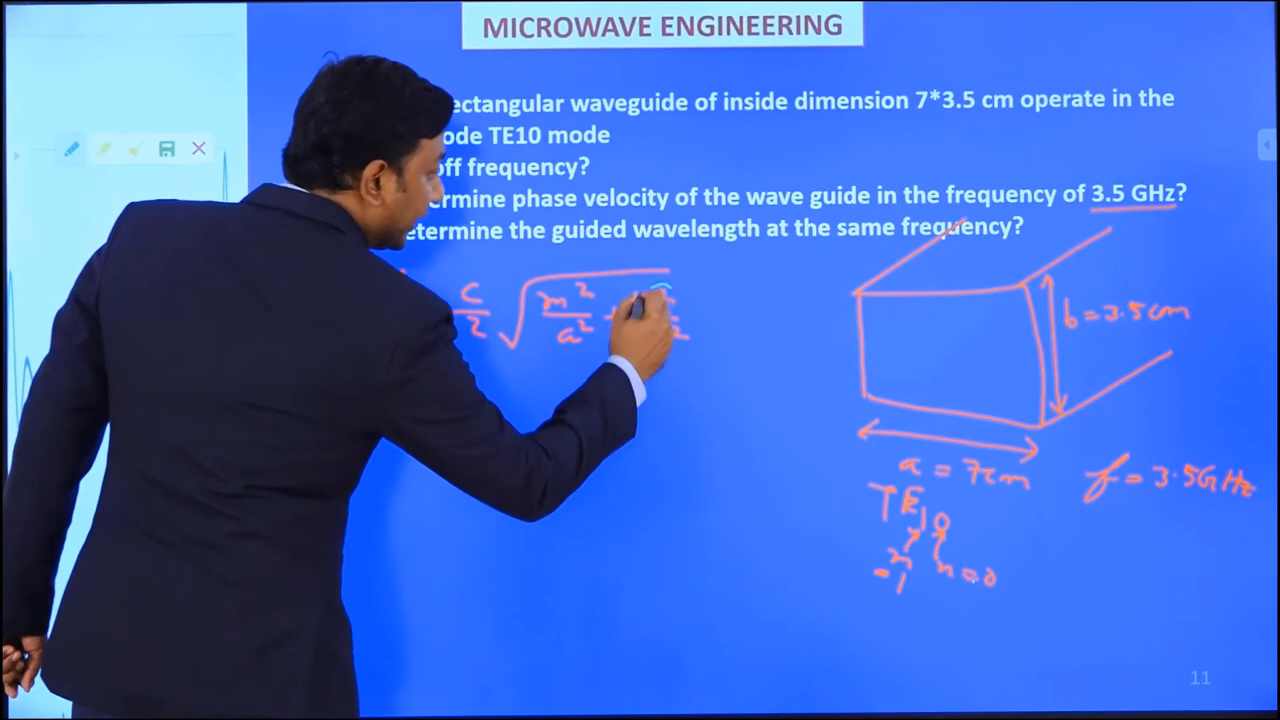 MICROWAVE ENGINEERING
ectangular waveguide of inside dimension 7*3.5 cm operate in the
ode TE10 mode
off frequency?
ermine phase velocity of the wave guide in the frequency of 3.5 GHz?
etermine the guided wavelength at the same frequency?
c/2 √ m²/a² +
b = 3.5cm
a = 7cm
f = 3.5GHz
TE10
m n = 0
= 1
11